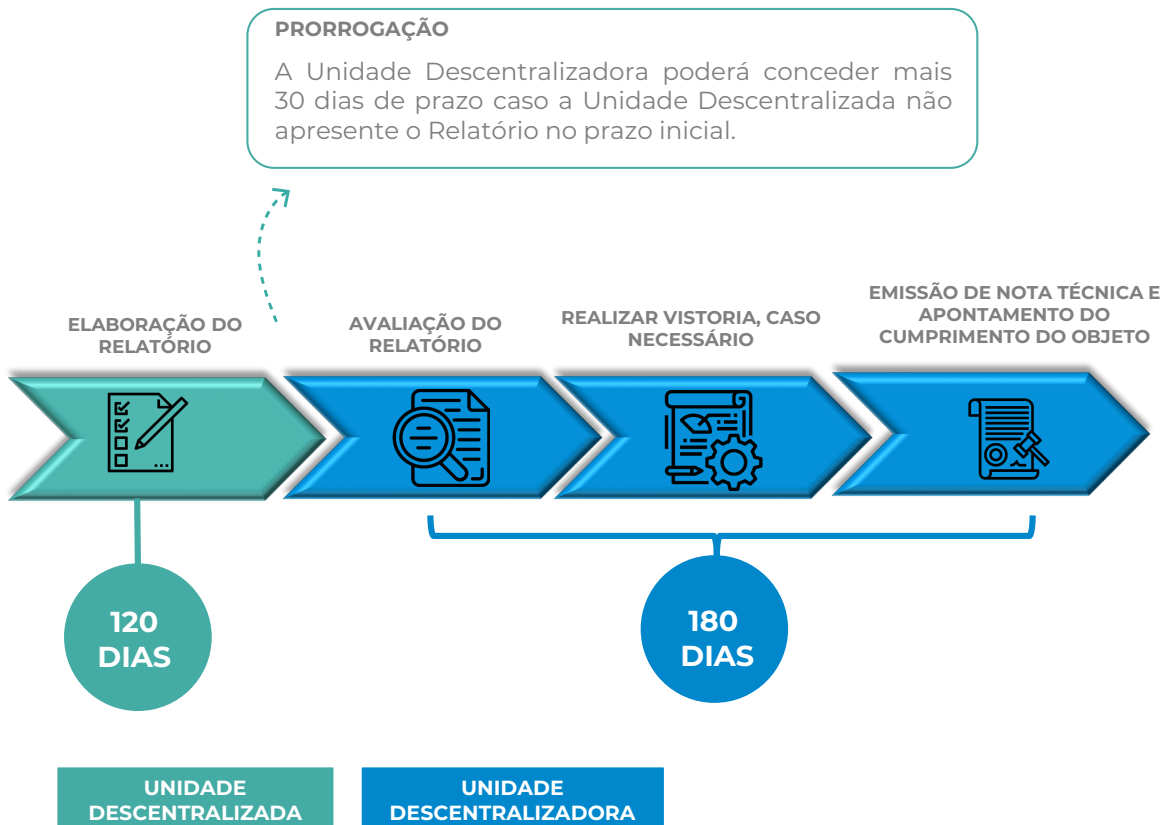 PRORROGAÇÃO
A Unidade Descentralizadora poderá conceder mais
30 dias de prazo caso a Unidade Descentralizada não
apresente o Relatório no prazo inicial.
ELABORAÇÃO DO
RELATÓRIO
AVALIAÇÃO DO
RELATÓRIO
REALIZAR VISTORIA, CASO
NECESSÁRIO
EMISSÃO DE NOTA TÉCNICA E
APONTAMENTO DO
CUMPRIMENTO DO OBJETO
120
DIAS
180
DIAS
UNIDADE
DESCENTRALIZADA
UNIDADE
DESCENTRALIZADORA